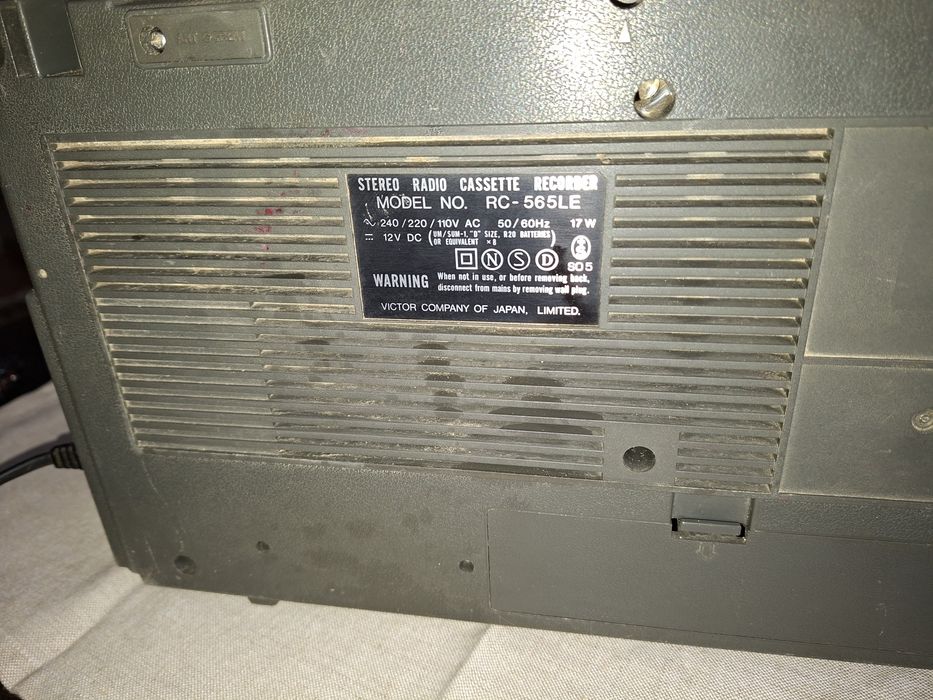 STEREO RADIO CASSETTE RECORDER
MODEL NO. RC-565LE
~ 240/220/110V AC 50/60Hz 17W
⎓ 12V DC (UM/SUM-1, "D" SIZE, R20 BATTERIES
OR EQUIVALENT ×8)
N S D SO5
WARNING When not in use, or before removing back,
disconnect from mains by removing wall plug.
VICTOR COMPANY OF JAPAN, LIMITED.